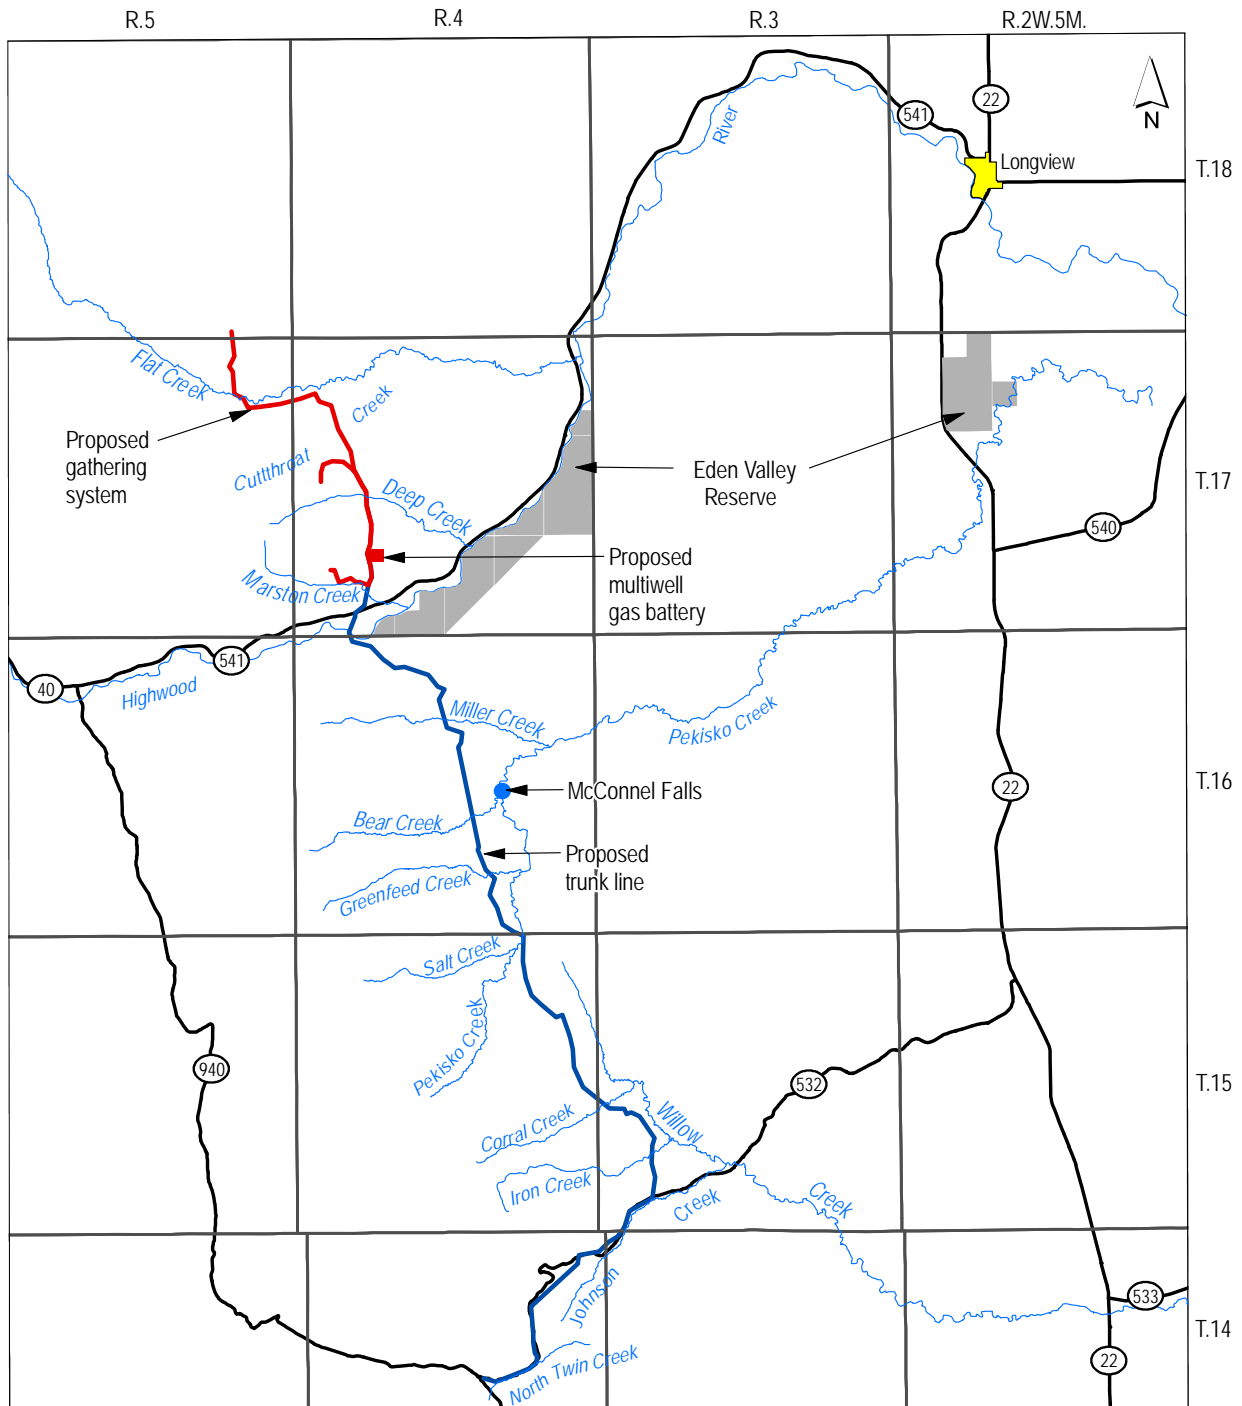 R.5
R.4
R.3
R.2W.5M.
N
22
541
River
Longview
T.18
Flat Creek
Creek
Proposed
gathering
system
Cuttthroat
Deep Creek
Eden Valley
Reserve
T.17
540
Proposed
multiwell
gas battery
Marston Creek
541
40
Highwood
Miller Creek
Pekisko Creek
McConnel Falls
22
T.16
Bear Creek
Proposed
trunk line
Greenfeed Creek
Salt Creek
Pekisko Creek
940
532
T.15
Corral Creek
Willow
Iron Creek
Creek
Creek
Johnson
533
T.14
North Twin Creek
22